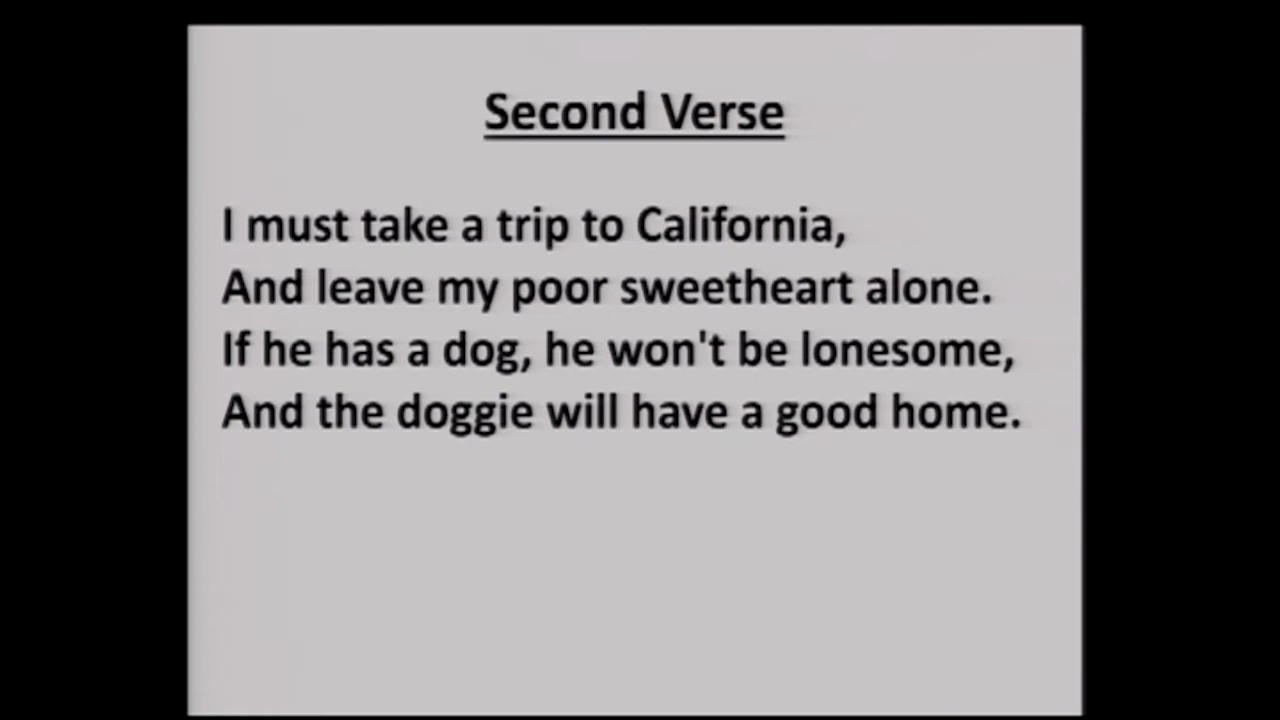 Second Verse
I must take a trip to California,
And leave my poor sweetheart alone.
If he has a dog, he won't be lonesome,
And the doggie will have a good home.